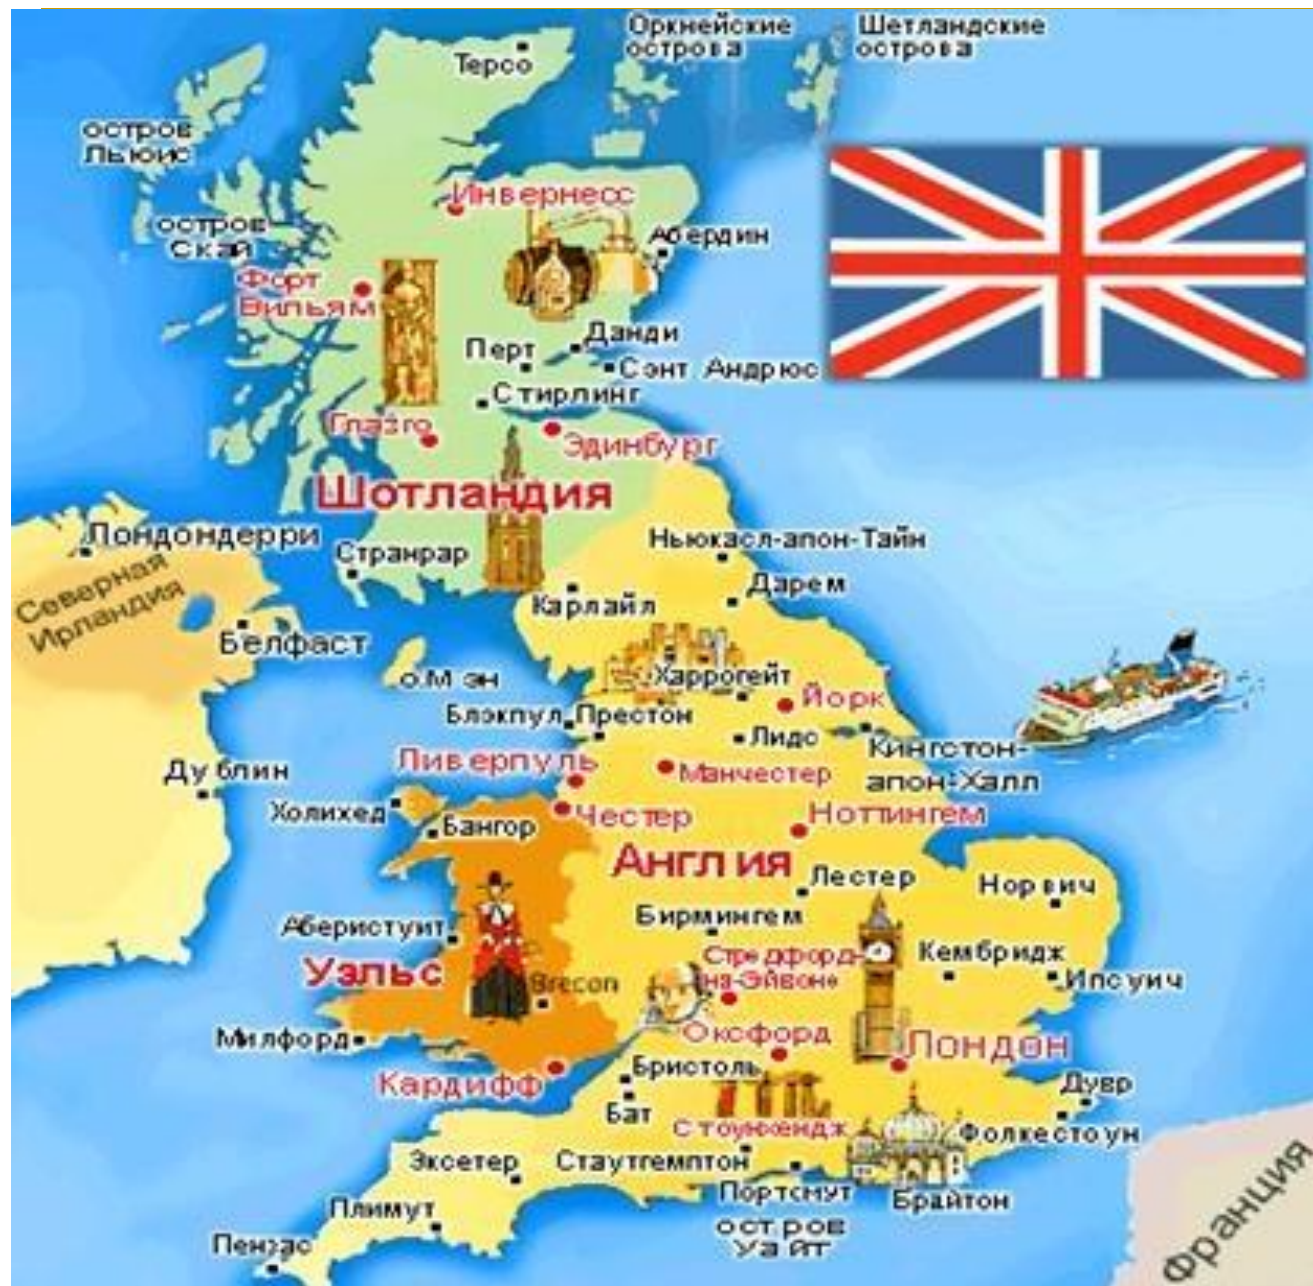 Оркнейские
острова
Шетландские
острова
Терсо
остров
Льюис
остров
Скай
Инвернесс
Абердин
Форт
Вильям
Данди
Перт
Сэнт Андрюс
Стирлинг
Глазго
Эдинбург
Шотландия
Лондондерри
Странрар
Ньюкасл-апон-Тайн
Северная
Ирландия
Дарем
Карлайл
Белфаст
о.Мэн
Харрогейт
Йорк
Блэкпул
Престон
Лидс
Кингстон-
апон-Халл
Ливерпуль
Манчестер
Дублин
Холихед
Бангор
Честер
Ноттингем
Англия
Лестер
Норвич
Бирмингем
Аберистуит
Уэльс
Стредфорд-
на-Эйвоне
Кембридж
Ипсуич
Brecon
Милфорд
Оксфорд
Лондон
Кардифф
Бристоль
Бат
Дувр
Стоунхендж
Фолкестоун
Эксетер
Стаутгемптон
Портсмут
Брайтон
Плимут
остров
Уайт
Пензас
Франция